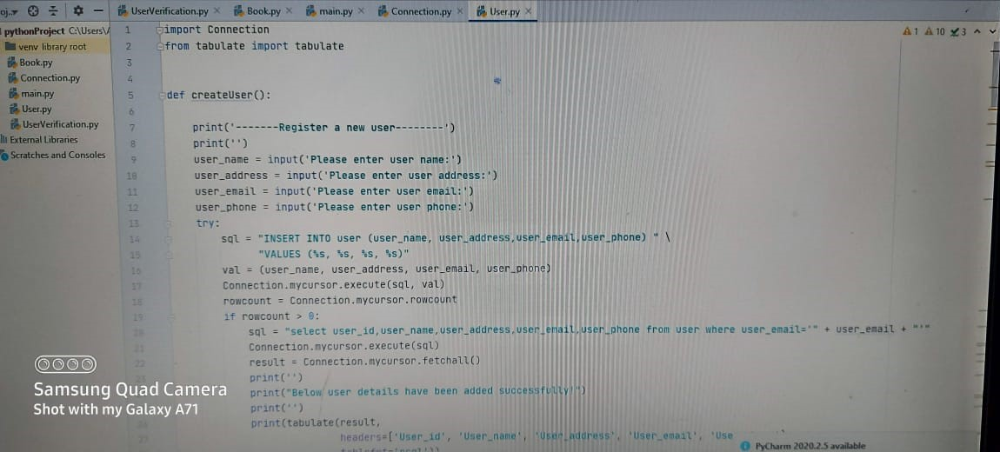 oj..
UserVerification.py × Book.py × main.py × Connection.py × User.py ×
pythonProject C:\Users\
venv library root
Book.py
Connection.py
main.py
User.py
UserVerification.py
External Libraries
Scratches and Consoles
1 10 3
1 import Connection
2 from tabulate import tabulate
3
4
5 def createUser():
6
7 print('-------Register a new user--------')
8 print('')
9 user_name = input('Please enter user name:')
10 user_address = input('Please enter user address:')
11 user_email = input('Please enter user email:')
12 user_phone = input('Please enter user phone:')
13 try:
14 sql = "INSERT INTO user (user_name, user_address,user_email,user_phone) " \
15 "VALUES (%s, %s, %s, %s)"
16 val = (user_name, user_address, user_email, user_phone)
17 Connection.mycursor.execute(sql, val)
18 rowcount = Connection.mycursor.rowcount
19 if rowcount > 0:
20 sql = "select user_id,user_name,user_address,user_email,user_phone from user where user_email='" + user_email + "'"
21 Connection.mycursor.execute(sql)
22 result = Connection.mycursor.fetchall()
print('')
print("Below user details have been added successfully!")
print('')
26 print(tabulate(result,
27 headers=['User_id', 'User_name', 'User_address', 'User_email', 'Use
PyCharm 2020.2.5 available
Samsung Quad Camera
Shot with my Galaxy A71